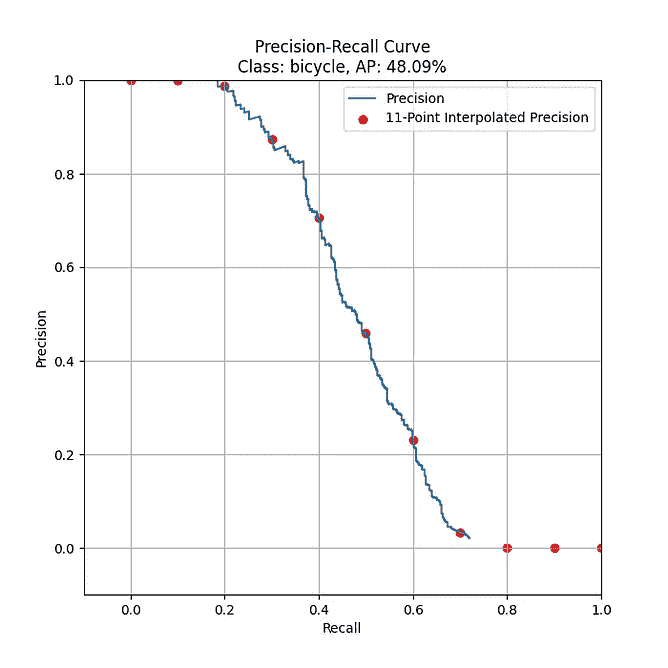 Precision-Recall Curve
Class: bicycle, AP: 48.09%
Precision
11-Point Interpolated Precision
1.0
0.8
0.6
0.4
0.2
0.0
Precision
0.0 0.2 0.4 0.6 0.8 1.0
Recall